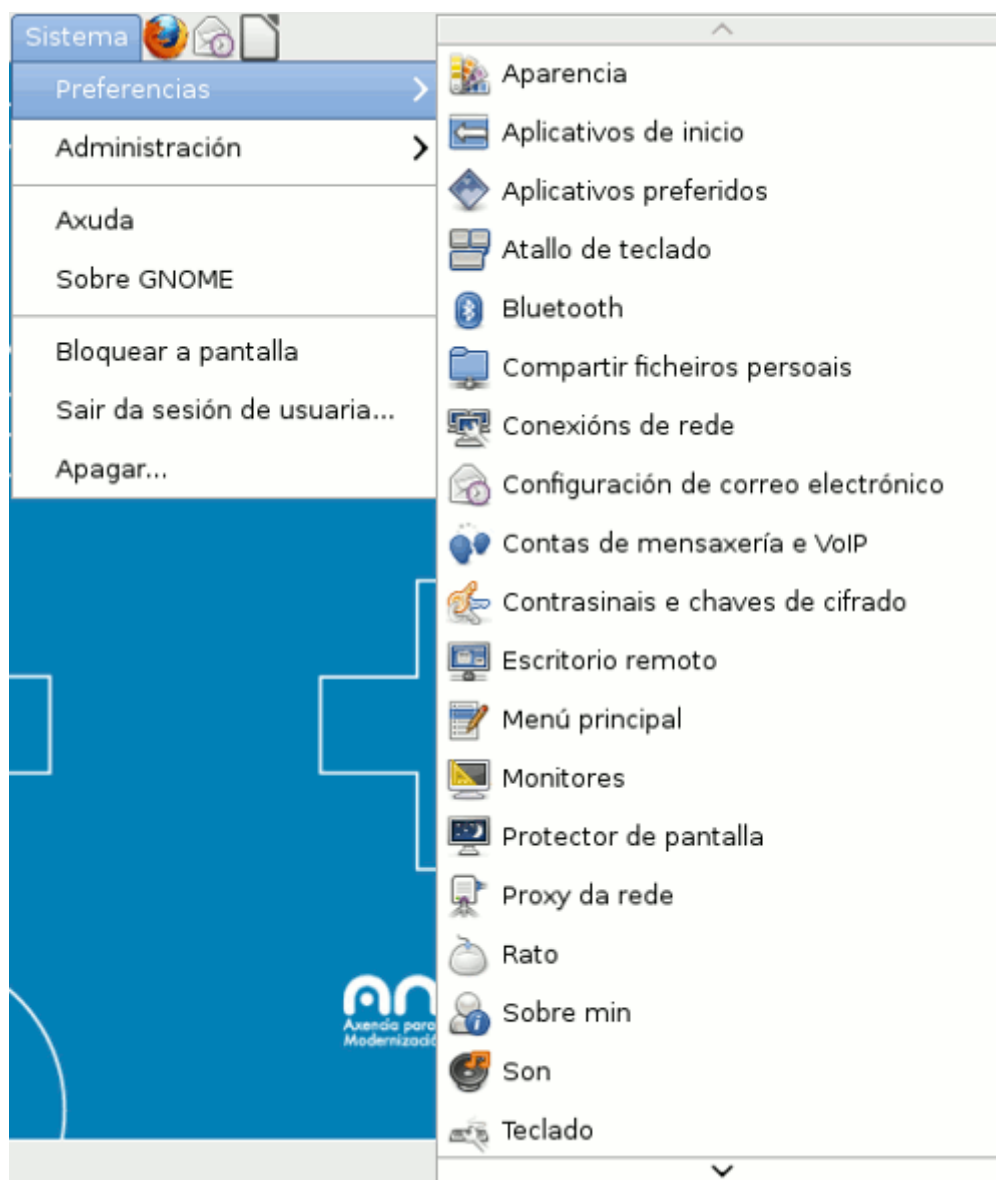 Sistema
Preferencias
Administración
Axuda
Sobre GNOME
Bloquear a pantalla
Sair da sesión de usuaria...
Apagar...
Aparencia
Aplicativos de inicio
Aplicativos preferidos
Atallo de teclado
Bluetooth
Compartir ficheiros persoais
Conexións de rede
Configuración de correo electrónico
Contas de mensaxería e VoIP
Contrasinais e chaves de cifrado
Escritorio remoto
Menú principal
Monitores
Protector de pantalla
Proxy da rede
Rato
Sobre min
Son
Teclado
Axencia para